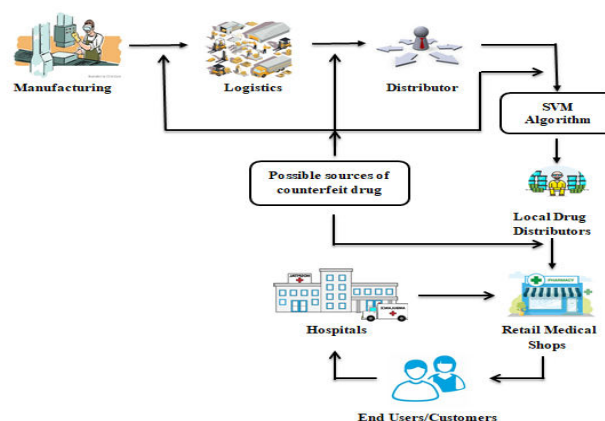 Manufacturing
Logistics
Distributor
SVM
Algorithm
Possible sources of
counterfeit drug
Local Drug
Distributors
PHARMACY
Hospitals
Retail Medical
Shops
End Users/Customers